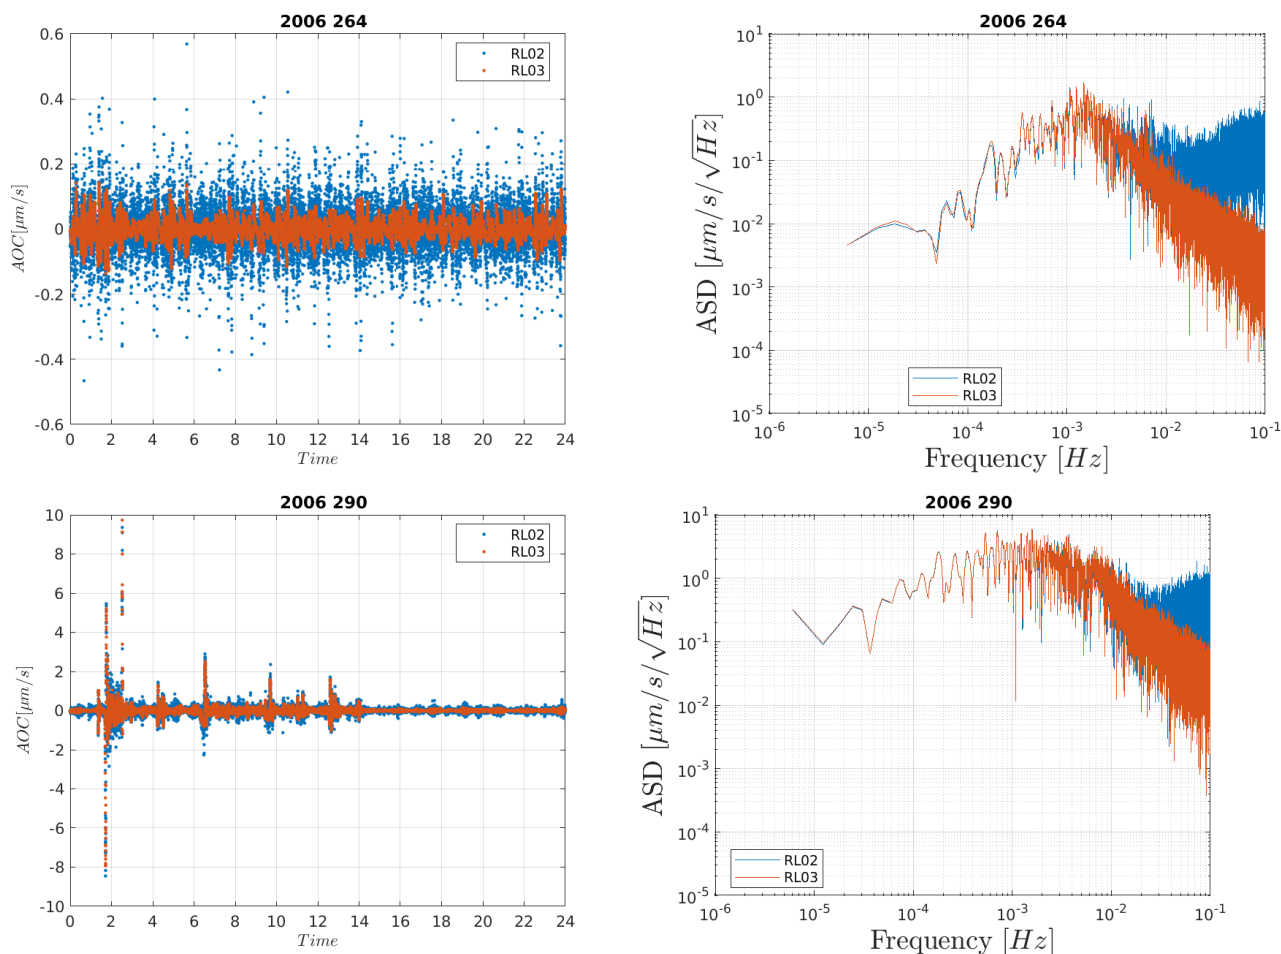 2006 264
0.6
0.4
0.2
0
-0.2
-0.4
-0.6
AOC[μm/s]
0 2 4 6 8 10 12 14 16 18 20 22 24
Time
RL02
RL03
2006 264
10^1
10^0
10^-1
10^-2
10^-3
10^-4
10^-5
ASD [μm/s/√Hz]
10^-6 10^-5 10^-4 10^-3 10^-2 10^-1
Frequency [Hz]
RL02
RL03
2006 290
10
8
6
4
2
0
-2
-4
-6
-8
-10
AOC[μm/s]
0 2 4 6 8 10 12 14 16 18 20 22 24
Time
RL02
RL03
2006 290
10^1
10^0
10^-1
10^-2
10^-3
10^-4
10^-5
ASD [μm/s/√Hz]
10^-6 10^-5 10^-4 10^-3 10^-2 10^-1
Frequency [Hz]
RL02
RL03